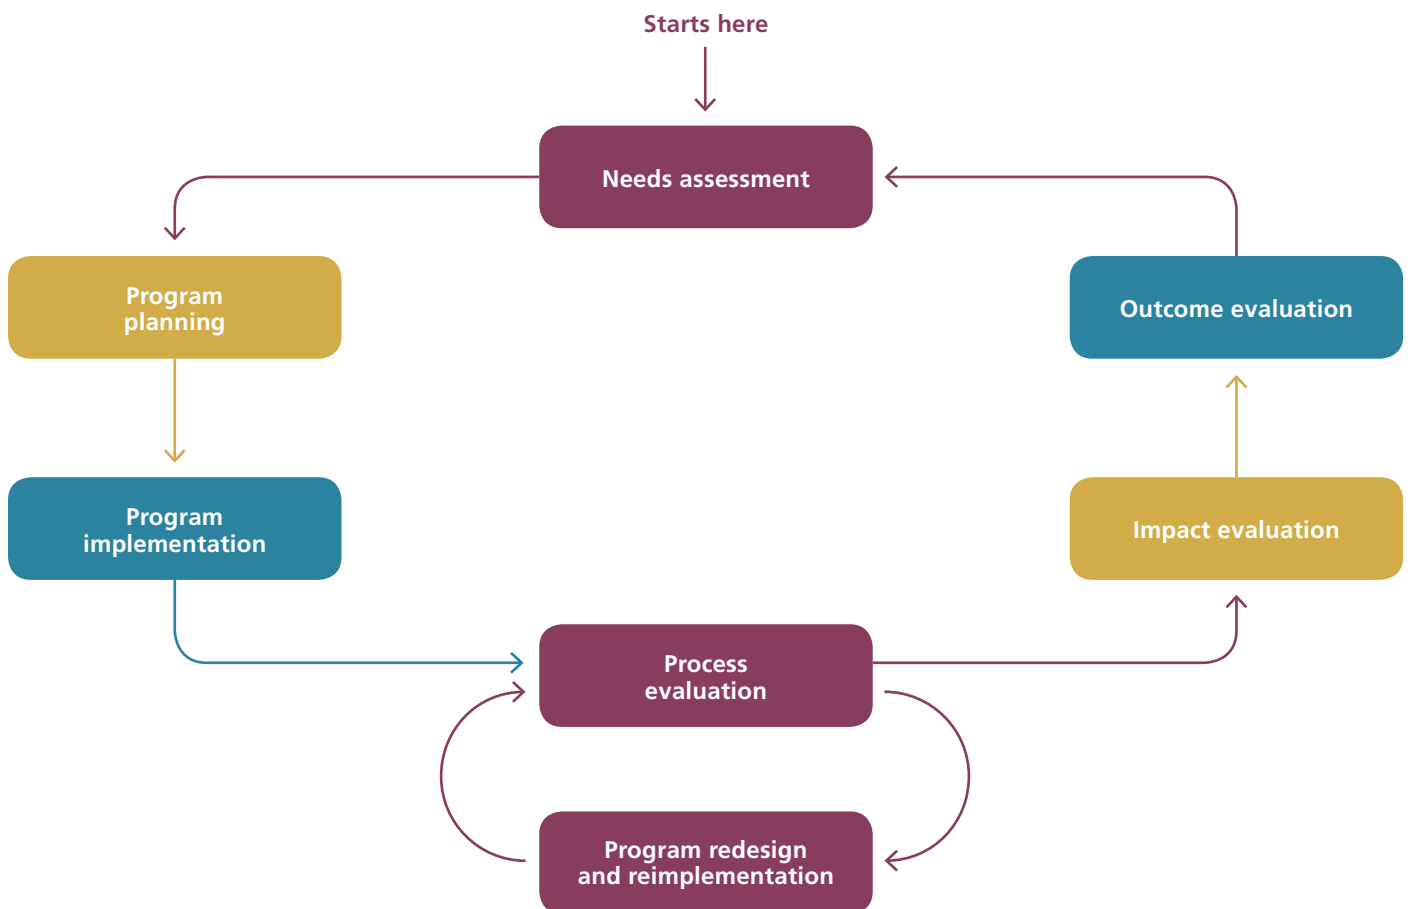 Starts here
Needs assessment
Program
planning
Outcome evaluation
Program
implementation
Impact evaluation
Process
evaluation
Program redesign
and reimplementation